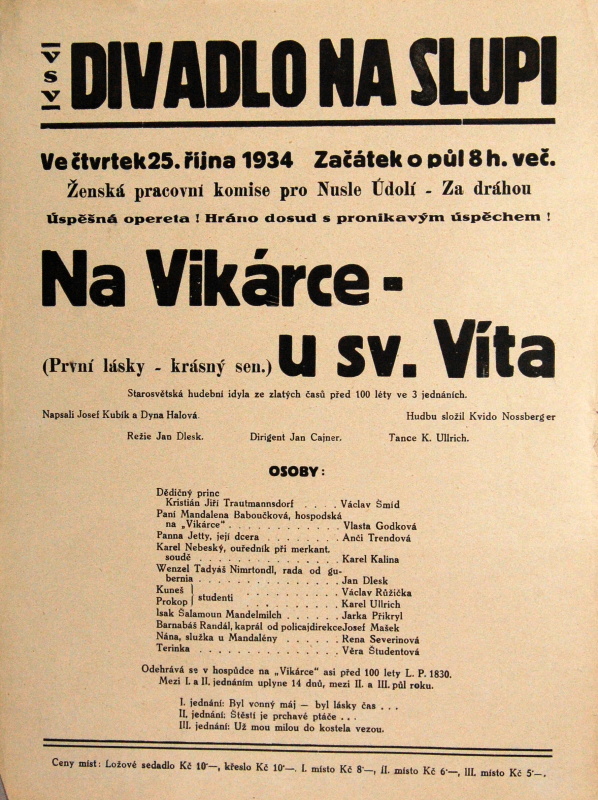 VSV DIVADLO NA SLUPI
Ve čtvrtek 25. října 1934 Začátek o půl 8 h. več.
Ženská pracovní komise pro Nusle Údolí - Za dráhou
Úspěšná opereta ! Hráno dosud s pronikavým úspěchem !
Na Vikárce -
(První lásky - krásný sen.) u sv. Víta
Starosvětská hudební idyla ze zlatých časů před 100 léty ve 3 jednáních.
Napsali Josef Kubík a Dyna Halová. Hudbu složil Kvido Nossberger
Režie Jan Dlesk. Dirigent Jan Cajner. Tance K. Ullrich.
OSOBY:
Dědičný princ
Kristián Jiří Trautmannsdorf . . . . Václav Šmíd
Paní Mandalena Baboučková, hospodská
na „Vikárce“ . . . . . . . . . . . Vlasta Godková
Panna Jetty, její dcera . . . . . . . . Anči Trendová
Karel Nebeský, ouředník při merkant.
soudě . . . . . . . . . . . . . . Karel Kalina
Wenzel Tadyáš Nimrtondl, rada od gu-
bernia . . . . . . . . . . . . . . Jan Dlesk
Kuneš } studenti . . . . . . . . . . Václav Růžička
Prokop } . . . . . . . . . . Karel Ullrich
Isak Šalamoun Mandelmilch . . . . . . Jarka Přikryl
Barnabáš Randál, kaprál od policajdirekce Josef Mašek
Nána, služka u Mandalény . . . . . . Rena Severinová
Terinka . . . . . . . . . . . . . . Věra Študentová
Odehrává se v hospůdce na „Vikárce“ asi před 100 lety L. P. 1830.
Mezi I. a II. jednáním uplyne 14 dnů, mezi II. a III. půl roku.
I. jednání: Byl vonný máj — byl lásky čas . . .
II. jednání: Štěstí je prchavé ptáče . . .
III. jednání: Už mou milou do kostela vezou.
Ceny míst: Ložové sedadlo Kč 10·—, křeslo Kč 10·—. I. místo Kč 8·—, II. místo Kč 6·—, III. místo Kč 5·—.